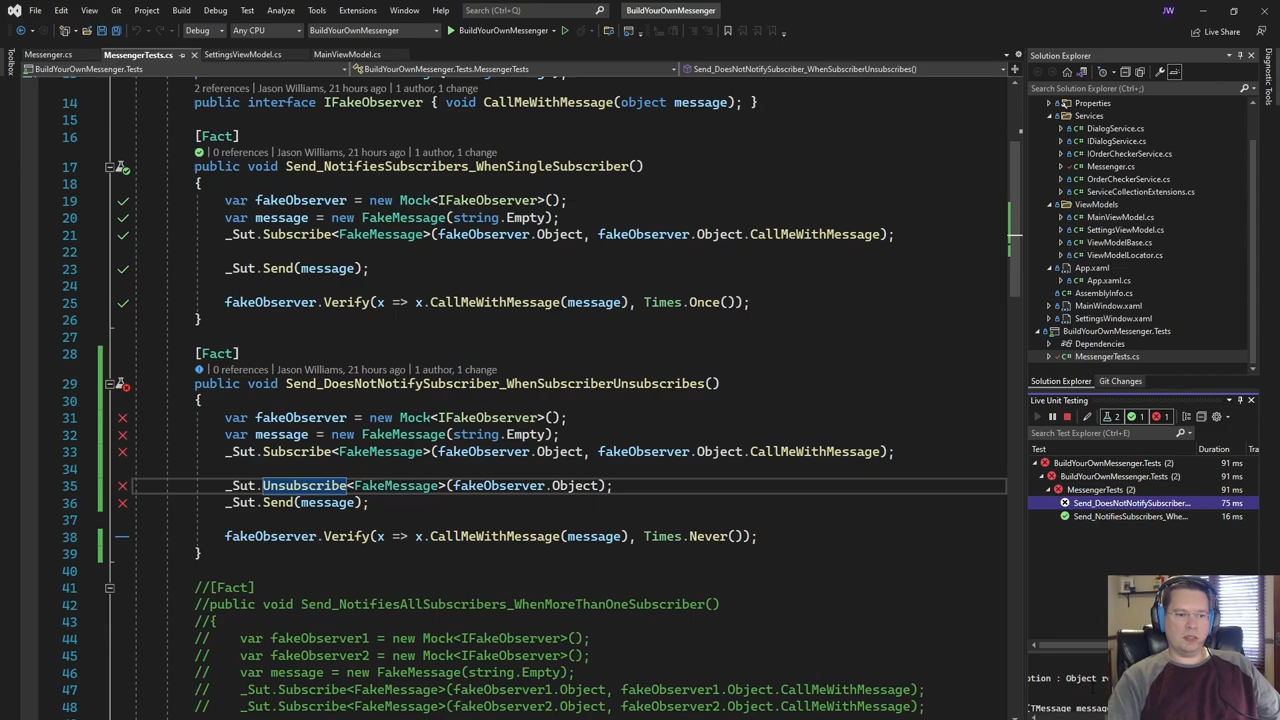 File Edit View Git Project Build Debug Test Analyze Tools Extensions Window Help Search (Ctrl+Q) BuildYourOwnMessenger JW
Debug Any CPU BuildYourOwnMessenger BuildYourOwnMessenger Live Share
Messenger.cs MessengerTests.cs SettingsViewModel.cs MainViewModel.cs
BuildYourOwnMessenger.Tests BuildYourOwnMessenger.Tests.MessengerTests Send_DoesNotNotifySubscriber_WhenSubscriberUnsubscribes()
Toolbox
2 references | Jason Williams, 21 hours ago | 1 author, 1 change
14 public interface IFakeObserver { void CallMeWithMessage(object message); }
15
16 [Fact]
0 references | Jason Williams, 21 hours ago | 1 author, 1 change
17 public void Send_NotifiesSubscribers_WhenSingleSubscriber()
18 {
19 var fakeObserver = new Mock<IFakeObserver>();
20 var message = new FakeMessage(string.Empty);
21 _Sut.Subscribe<FakeMessage>(fakeObserver.Object, fakeObserver.Object.CallMeWithMessage);
22
23 _Sut.Send(message);
24
25 fakeObserver.Verify(x => x.CallMeWithMessage(message), Times.Once());
26 }
27
28 [Fact]
0 references | Jason Williams, 21 hours ago | 1 author, 1 change
29 public void Send_DoesNotNotifySubscriber_WhenSubscriberUnsubscribes()
30 {
31 var fakeObserver = new Mock<IFakeObserver>();
32 var message = new FakeMessage(string.Empty);
33 _Sut.Subscribe<FakeMessage>(fakeObserver.Object, fakeObserver.Object.CallMeWithMessage);
34
35 _Sut.Unsubscribe<FakeMessage>(fakeObserver.Object);
36 _Sut.Send(message);
37
38 fakeObserver.Verify(x => x.CallMeWithMessage(message), Times.Never());
39 }
40
41 //[Fact]
42 //public void Send_NotifiesAllSubscribers_WhenMoreThanOneSubscriber()
43 //{
44 // var fakeObserver1 = new Mock<IFakeObserver>();
45 // var fakeObserver2 = new Mock<IFakeObserver>();
46 // var message = new FakeMessage(string.Empty);
47 // _Sut.Subscribe<FakeMessage>(fakeObserver1.Object, fakeObserver1.Object.CallMeWithMessage);
48 // _Sut.Subscribe<FakeMessage>(fakeObserver2.Object, fakeObserver2.Object.CallMeWithMessage);
Solution Explorer
Search Solution Explorer (Ctrl+;)
Properties
Services
DialogService.cs
IDialogService.cs
IOrderCheckerService.cs
Messenger.cs
OrderCheckerService.cs
ServiceCollectionExtensions.cs
ViewModels
MainViewModel.cs
SettingsViewModel.cs
ViewModelBase.cs
ViewModelLocator.cs
App.xaml
App.xaml.cs
AssemblyInfo.cs
MainWindow.xaml
SettingsWindow.xaml
BuildYourOwnMessenger.Tests
Dependencies
MessengerTests.cs
Solution Explorer Git Changes
Live Unit Testing
2 1 1
Search Test Explorer (Ctrl+E)
Test Duration Tra
BuildYourOwnMessenger.Tests (2) 91 ms
BuildYourOwnMessenger.Tests (2) 91 ms
MessengerTests (2) 91 ms
Send_DoesNotNotifySubscriber... 75 ms
Send_NotifiesSubscribers_Whe... 16 ms
ption : Object re
[TMessage message
Diagnostic Tools